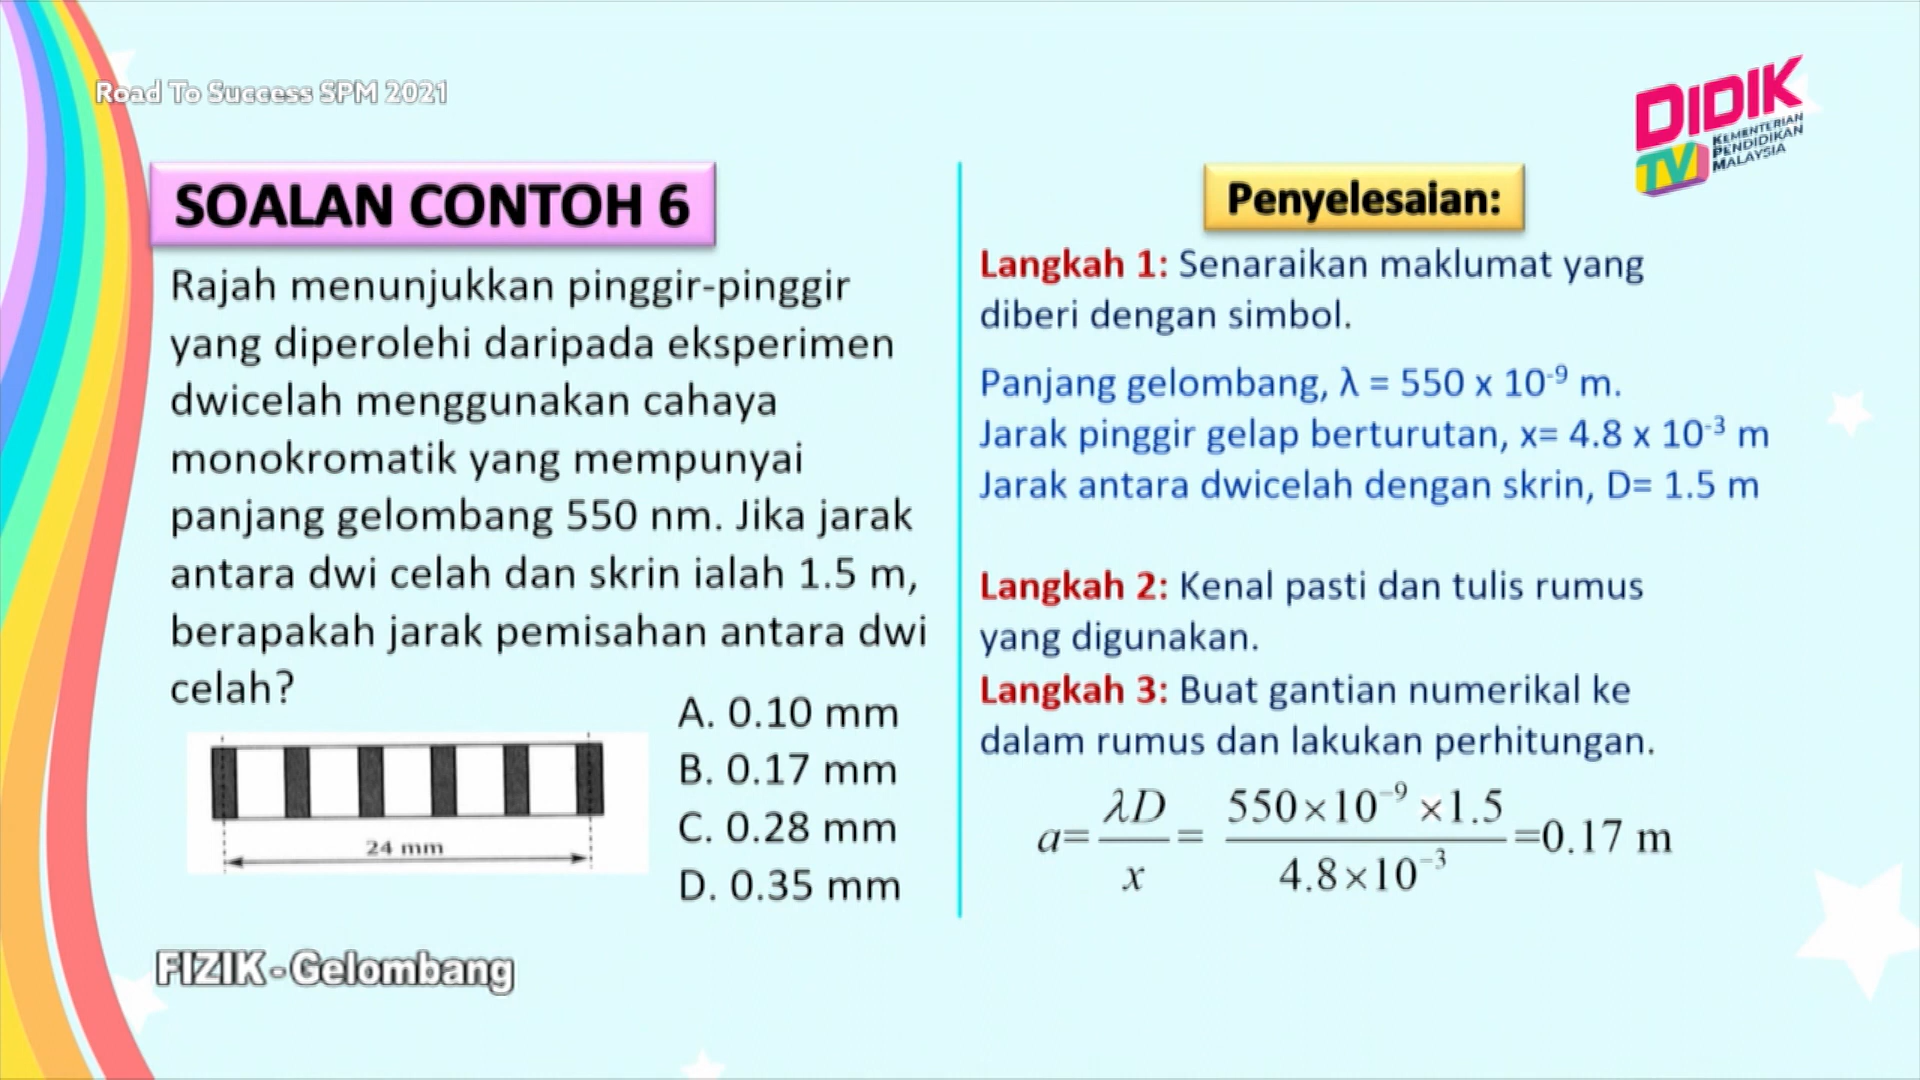 Road To Success SPM 2021
DIDIK
TV
KEMENTERIAN
PENDIDIKAN
MALAYSIA
SOALAN CONTOH 6
Rajah menunjukkan pinggir-pinggir
yang diperolehi daripada eksperimen
dwicelah menggunakan cahaya
monokromatik yang mempunyai
panjang gelombang 550 nm. Jika jarak
antara dwi celah dan skrin ialah 1.5 m,
berapakah jarak pemisahan antara dwi
celah?
24 mm
A. 0.10 mm
B. 0.17 mm
C. 0.28 mm
D. 0.35 mm
Penyelesaian:
Langkah 1: Senaraikan maklumat yang
diberi dengan simbol.
Panjang gelombang, λ = 550 x 10⁻⁹ m.
Jarak pinggir gelap berturutan, x= 4.8 x 10⁻³ m
Jarak antara dwicelah dengan skrin, D= 1.5 m
Langkah 2: Kenal pasti dan tulis rumus
yang digunakan.
Langkah 3: Buat gantian numerikal ke
dalam rumus dan lakukan perhitungan.
a= λD/x = 550×10⁻⁹ ×1.5/4.8×10⁻³ =0.17 m
FIZIK - Gelombang